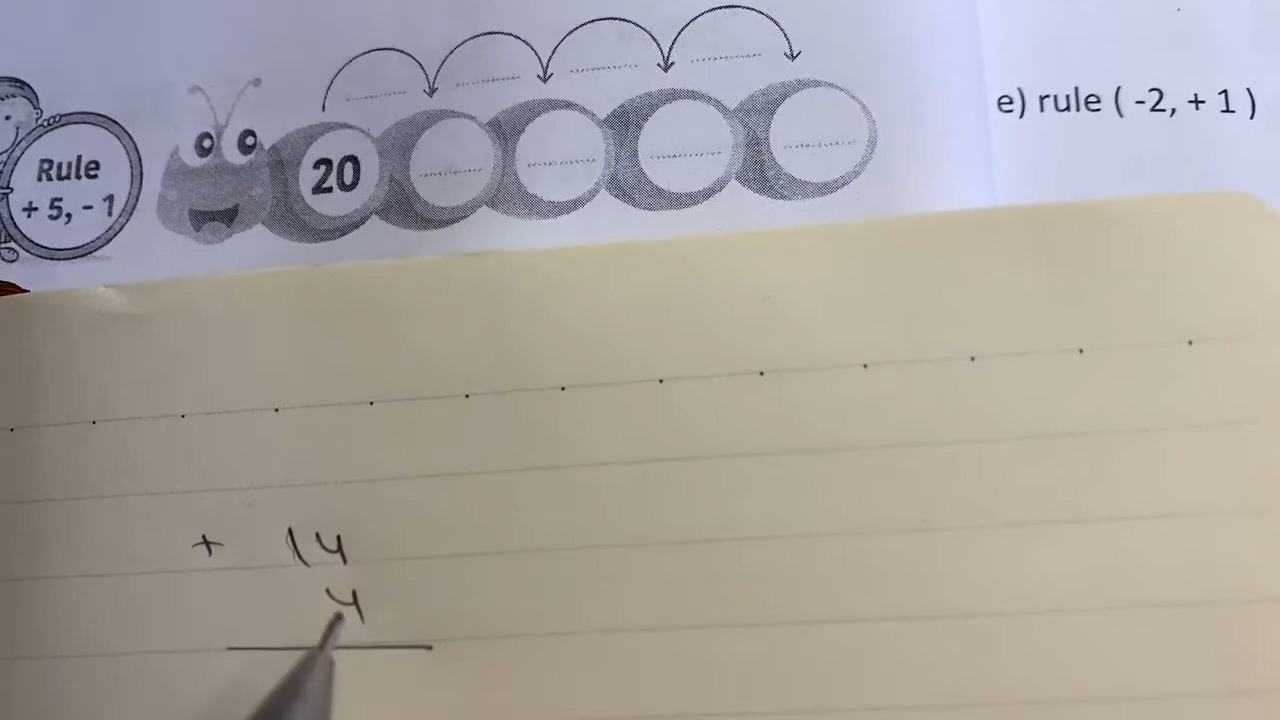 Rule
+ 5, - 1
20
e) rule ( -2, + 1 )
+ 14
4